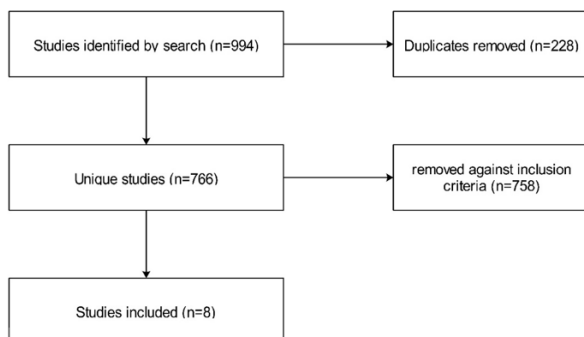 Studies identified by search (n=994)
Duplicates removed (n=228)
Unique studies (n=766)
removed against inclusion
criteria (n=758)
Studies included (n=8)